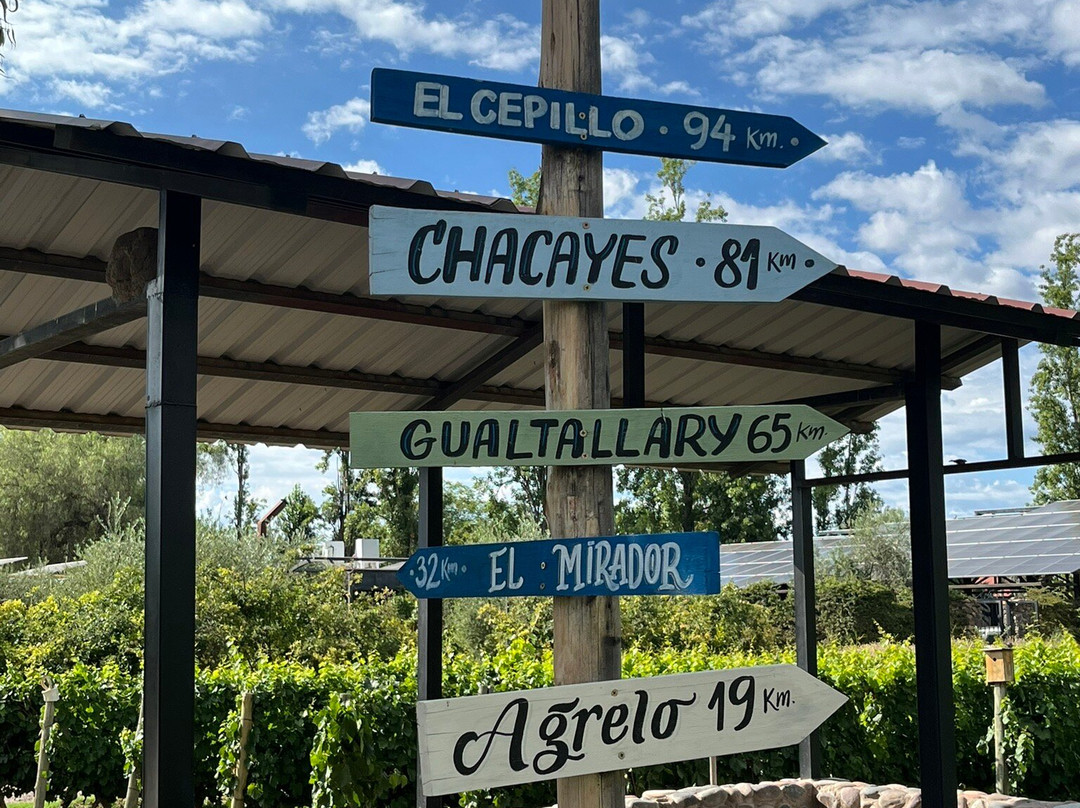 EL CEPILLO · 94 Km.
CHACAYES · 81 Km
GUALTALLARY 65 Km.
·32 Km· EL MiRADOR
Agrelo 19 Km.